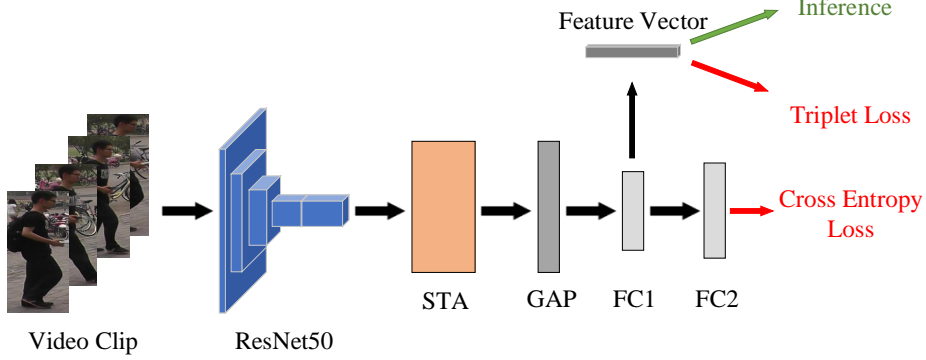 Inference
Feature Vector
Triplet Loss
Cross Entropy
Loss
STA
GAP
FC1
FC2
Video Clip
ResNet50